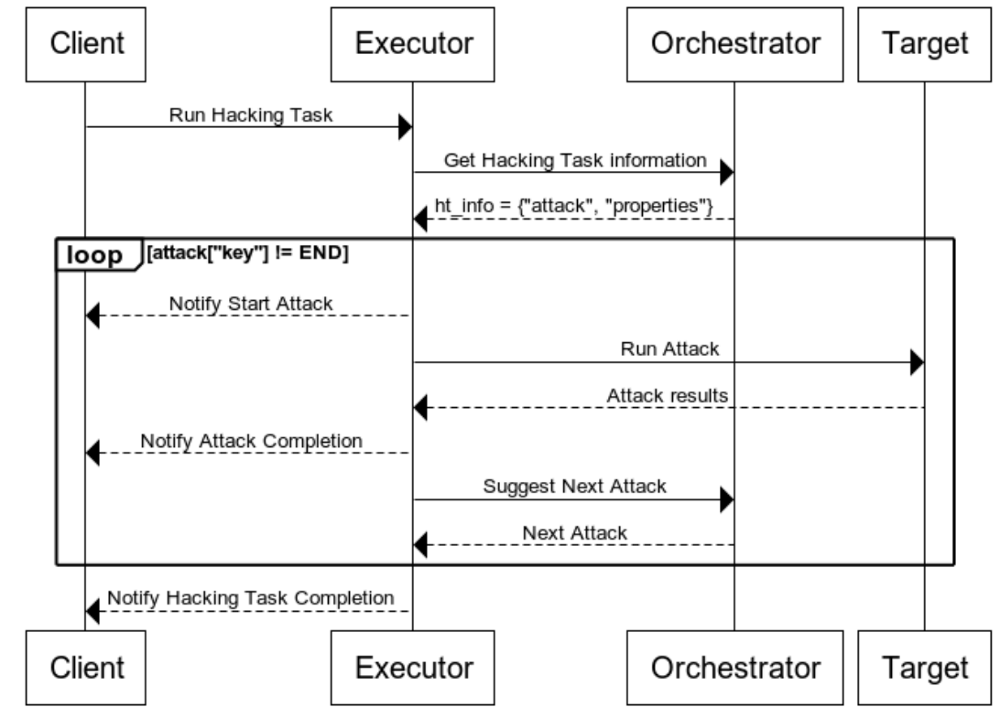 Client
Executor
Orchestrator
Target
Run Hacking Task
Get Hacking Task information
ht_info = {"attack", "properties"}
loop
[attack["key"] != END]
Notify Start Attack
Run Attack
Attack results
Notify Attack Completion
Suggest Next Attack
Next Attack
Notify Hacking Task Completion
Client
Executor
Orchestrator
Target